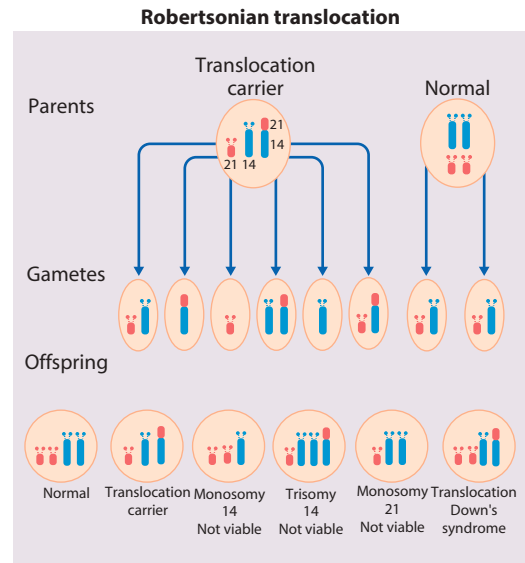 Robertsonian translocation
Translocation
carrier
Normal
Parents
21
14
21 14
Gametes
Offspring
Normal
Translocation
carrier
Monosomy
14
Not viable
Trisomy
14
Not viable
Monosomy
21
Not viable
Translocation
Down's
syndrome